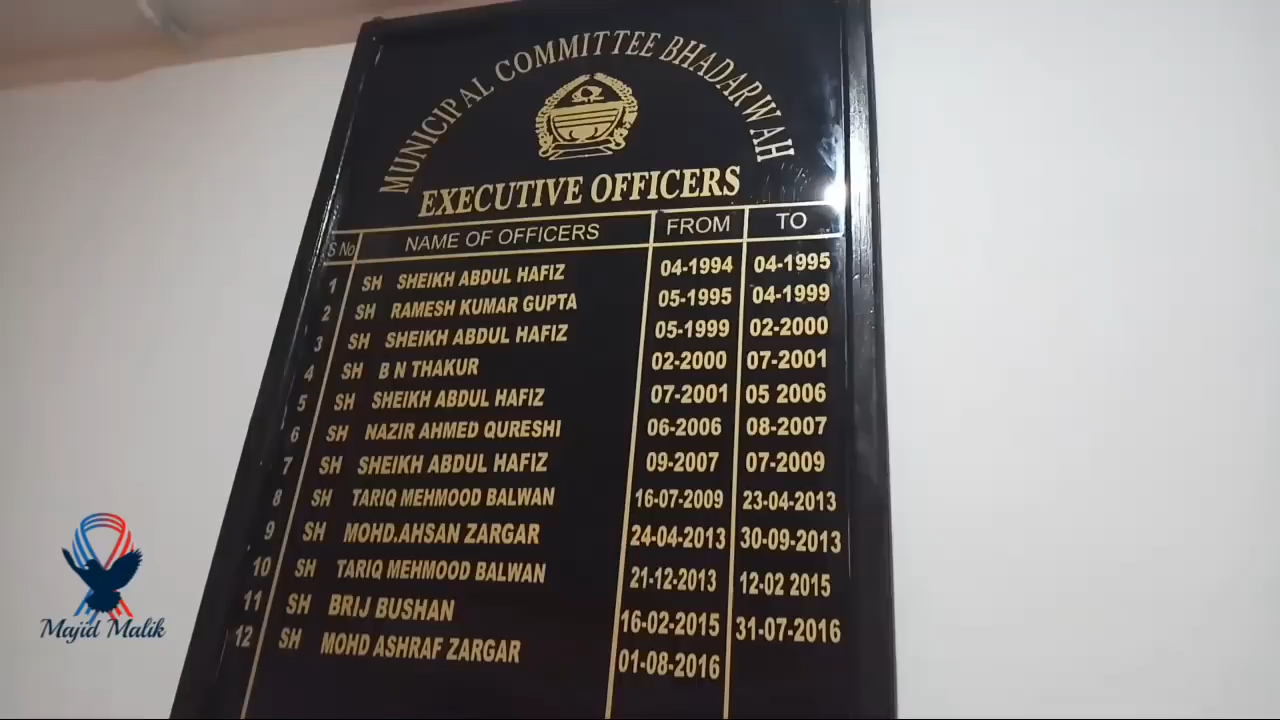 MUNICIPAL COMMITTEE BHADARWAH
EXECUTIVE OFFICERS
S No NAME OF OFFICERS FROM TO
1 SH SHEIKH ABDUL HAFIZ 04-1994 04-1995
2 SH RAMESH KUMAR GUPTA 05-1995 04-1999
3 SH SHEIKH ABDUL HAFIZ 05-1999 02-2000
4 SH B N THAKUR 02-2000 07-2001
5 SH SHEIKH ABDUL HAFIZ 07-2001 05 2006
6 SH NAZIR AHMED QURESHI 06-2006 08-2007
7 SH SHEIKH ABDUL HAFIZ 09-2007 07-2009
8 SH TARIQ MEHMOOD BALWAN 16-07-2009 23-04-2013
9 SH MOHD.AHSAN ZARGAR 24-04-2013 30-09-2013
10 SH TARIQ MEHMOOD BALWAN 21-12-2013 12-02 2015
11 SH BRIJ BUSHAN 16-02-2015 31-07-2016
12 SH MOHD ASHRAF ZARGAR 01-08-2016
Majid Malik